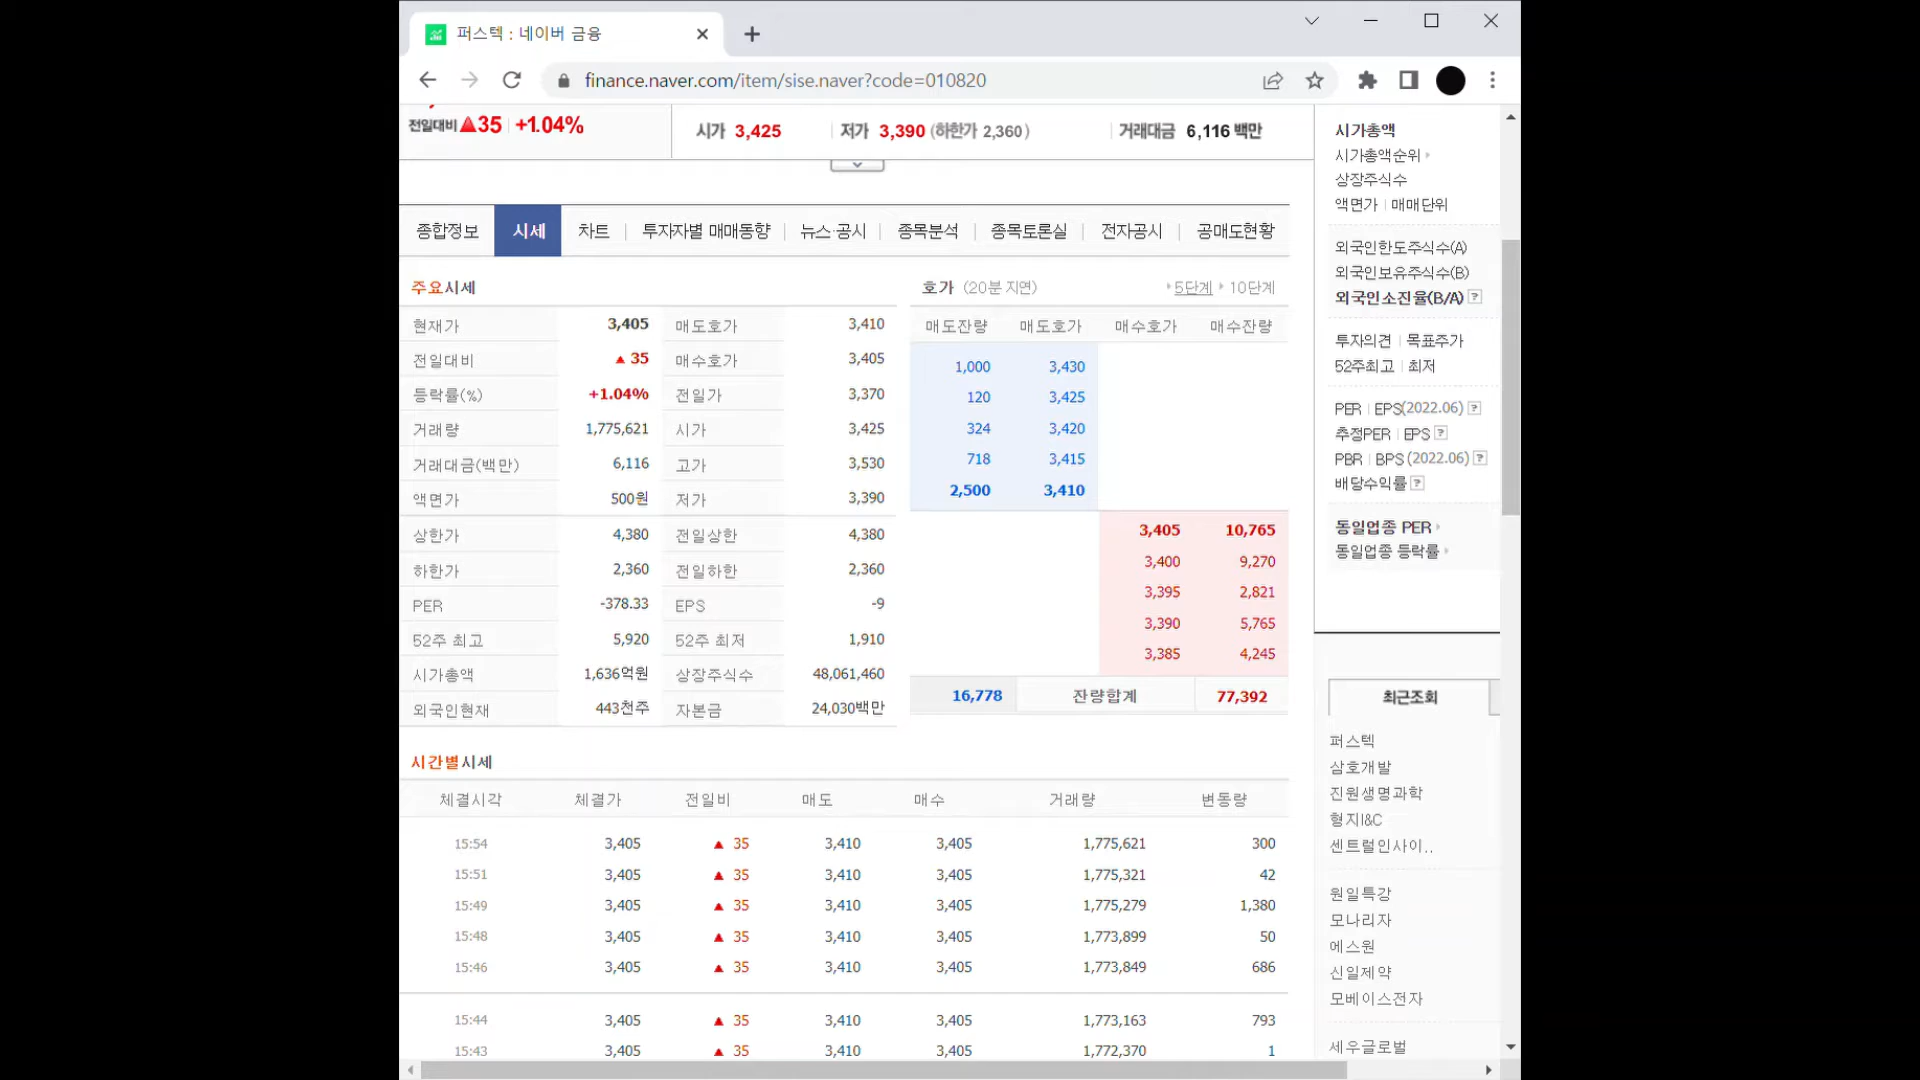 퍼스텍 : 네이버 금융
finance.naver.com/item/sise.naver?code=010820
전일대비 ▲35 +1.04% 시가 3,425 저가 3,390 (하한가 2,360) 거래대금 6,116 백만
종합정보 시세 차트 투자자별 매매동향 뉴스·공시 종목분석 종목토론실 전자공시 공매도현황
주요시세
현재가 3,405 매도호가 3,410
전일대비 ▲ 35 매수호가 3,405
등락률(%) +1.04% 전일가 3,370
거래량 1,775,621 시가 3,425
거래대금(백만) 6,116 고가 3,530
액면가 500원 저가 3,390
상한가 4,380 전일상한 4,380
하한가 2,360 전일하한 2,360
PER -378.33 EPS -9
52주 최고 5,920 52주 최저 1,910
시가총액 1,636억원 상장주식수 48,061,460
외국인현재 443천주 자본금 24,030백만
호가 (20분 지연) 5단계 10단계
매도잔량 매도호가 매수호가 매수잔량
1,000 3,430
120 3,425
324 3,420
718 3,415
2,500 3,410
3,405 10,765
3,400 9,270
3,395 2,821
3,390 5,765
3,385 4,245
16,778 잔량합계 77,392
시간별시세
체결시각 체결가 전일비 매도 매수 거래량 변동량
15:54 3,405 ▲ 35 3,410 3,405 1,775,621 300
15:51 3,405 ▲ 35 3,410 3,405 1,775,321 42
15:49 3,405 ▲ 35 3,410 3,405 1,775,279 1,380
15:48 3,405 ▲ 35 3,410 3,405 1,773,899 50
15:46 3,405 ▲ 35 3,410 3,405 1,773,849 686
15:44 3,405 ▲ 35 3,410 3,405 1,773,163 793
15:43 3,405 ▲ 35 3,410 3,405 1,772,370 1
시가총액
시가총액순위
상장주식수
액면가 | 매매단위
외국인한도주식수(A)
외국인보유주식수(B)
외국인소진율(B/A) ?
투자의견 | 목표주가
52주최고 | 최저
PER | EPS(2022.06) ?
추정PER | EPS ?
PBR | BPS (2022.06) ?
배당수익률 ?
동일업종 PER
동일업종 등락률
최근조회
퍼스텍
삼호개발
진원생명과학
형지I&C
센트럴인사이..
원일특강
모나리자
에스원
신일제약
모베이스전자
세우글로벌